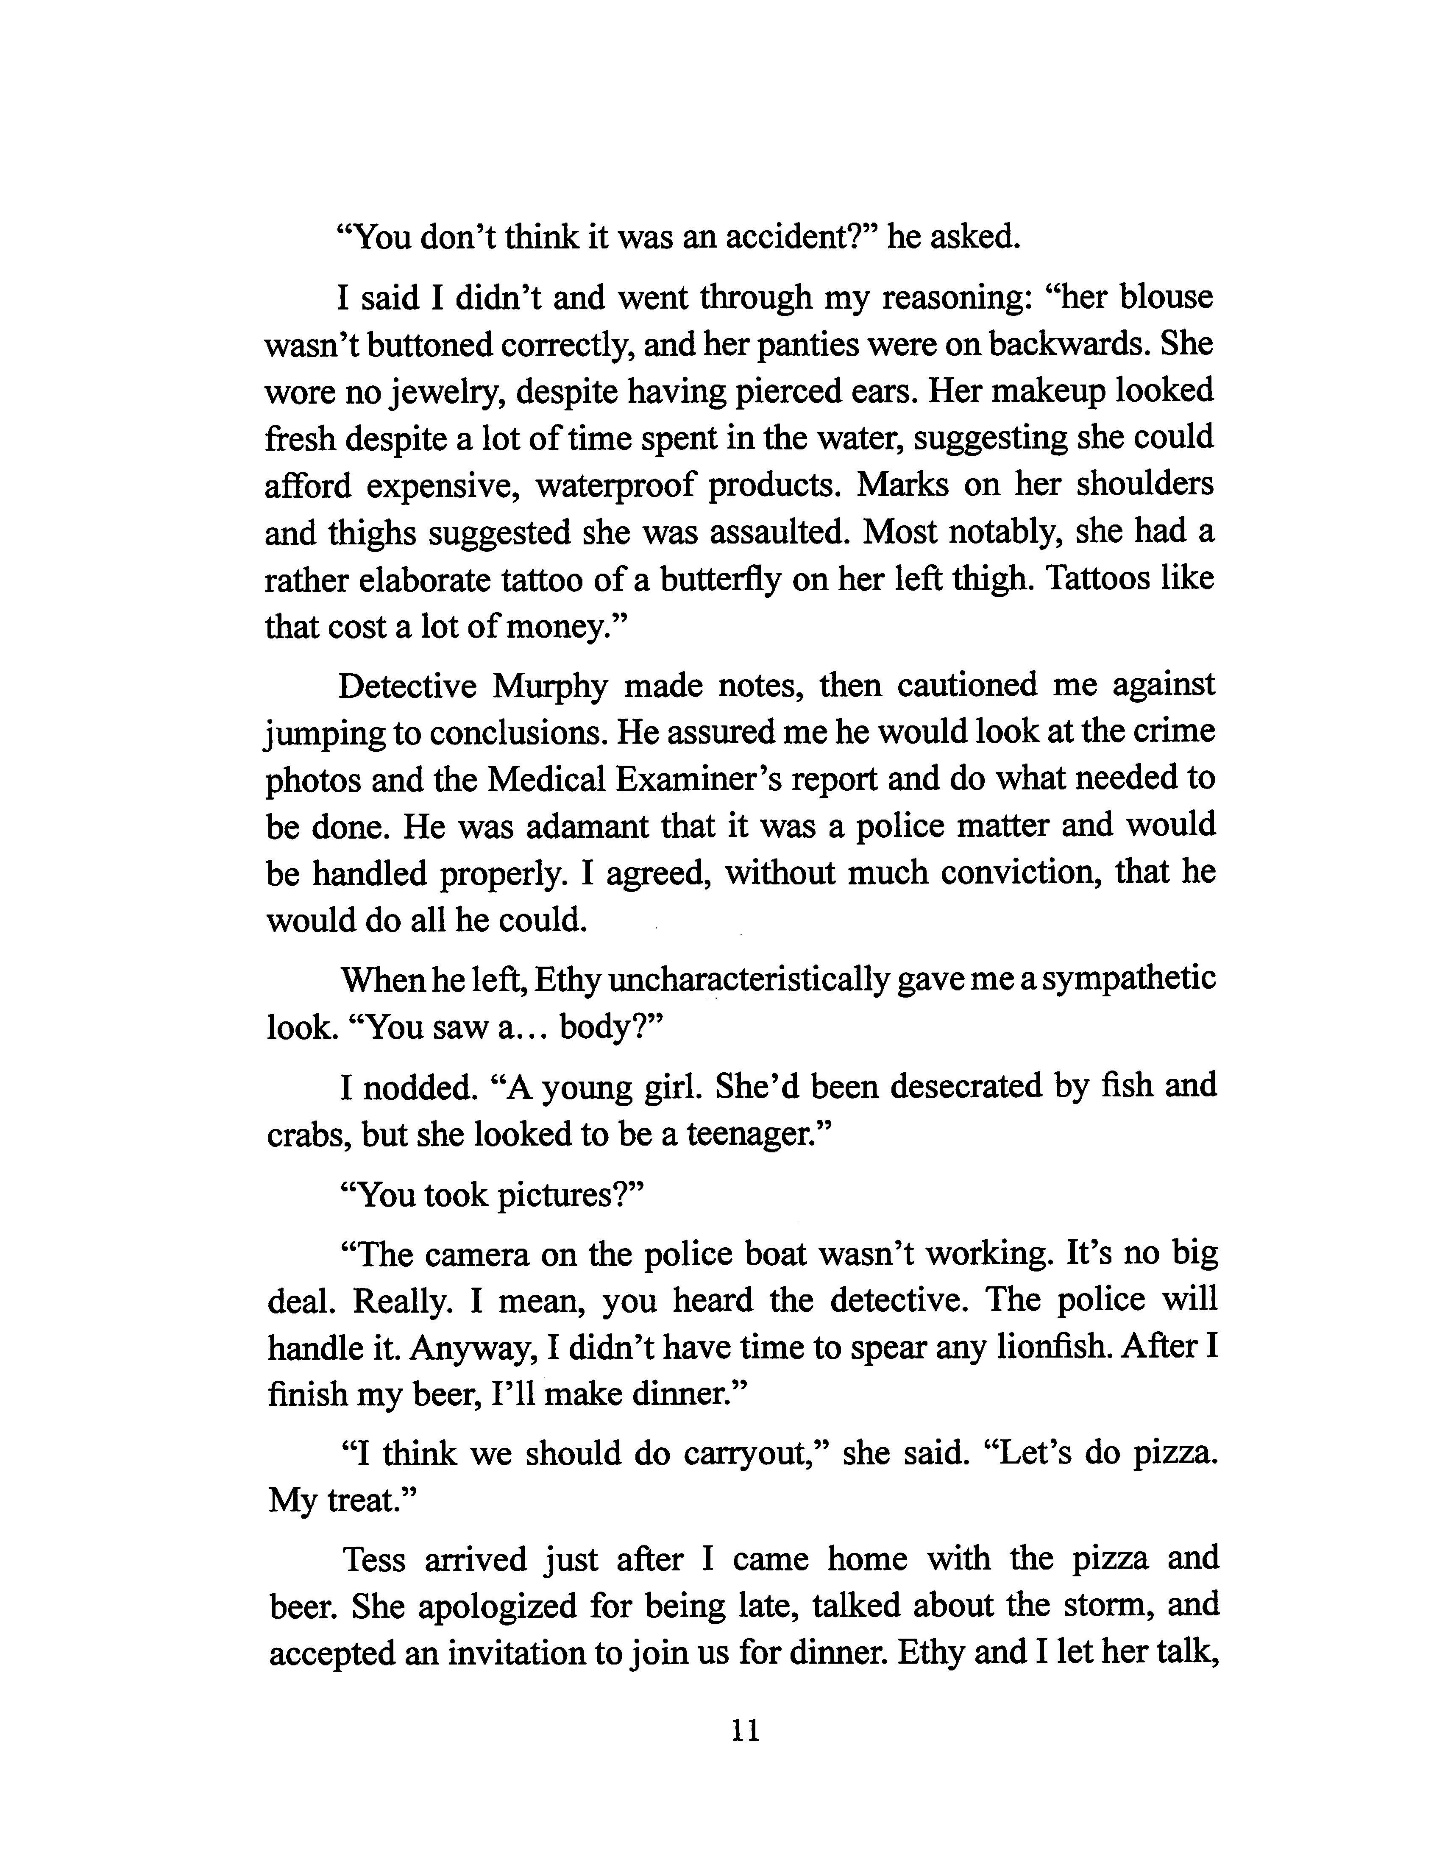 “You don’t think it was an accident?” he asked.
I said I didn’t and went through my reasoning: “her blouse
wasn’t buttoned correctly, and her panties were on backwards. She
wore no jewelry, despite having pierced ears. Her makeup looked
fresh despite a lot of time spent in the water, suggesting she could
afford expensive, waterproof products. Marks on her shoulders
and thighs suggested she was assaulted. Most notably, she had a
rather elaborate tattoo of a butterfly on her left thigh. Tattoos like
that cost a lot of money.”
Detective Murphy made notes, then cautioned me against
jumping to conclusions. He assured me he would look at the crime
photos and the Medical Examiner’s report and do what needed to
be done. He was adamant that it was a police matter and would
be handled properly. I agreed, without much conviction, that he
would do all he could.
When he left, Ethy uncharacteristically gave me a sympathetic
look. “You saw a… body?”
I nodded. “A young girl. She’d been desecrated by fish and
crabs, but she looked to be a teenager.”
“You took pictures?”
“The camera on the police boat wasn’t working. It’s no big
deal. Really. I mean, you heard the detective. The police will
handle it. Anyway, I didn’t have time to spear any lionfish. After I
finish my beer, I’ll make dinner.”
“I think we should do carryout,” she said. “Let’s do pizza.
My treat.”
Tess arrived just after I came home with the pizza and
beer. She apologized for being late, talked about the storm, and
accepted an invitation to join us for dinner. Ethy and I let her talk,
11